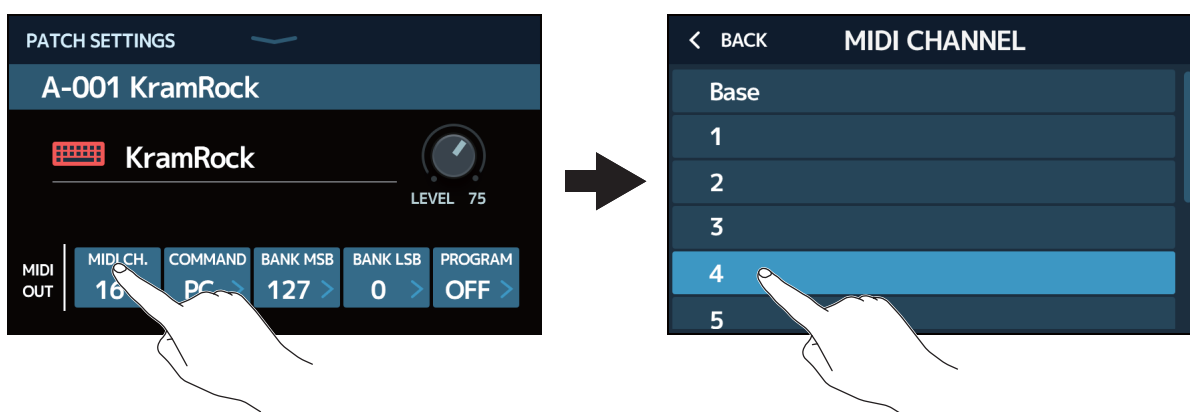 PATCH SETTINGS
A-001 KramRock
KramRock
LEVEL 75
MIDI OUT
MIDI CH. COMMAND BANK MSB BANK LSB PROGRAM
16 PC > 127 > 0 > OFF >
< BACK MIDI CHANNEL
Base
1
2
3
4
5